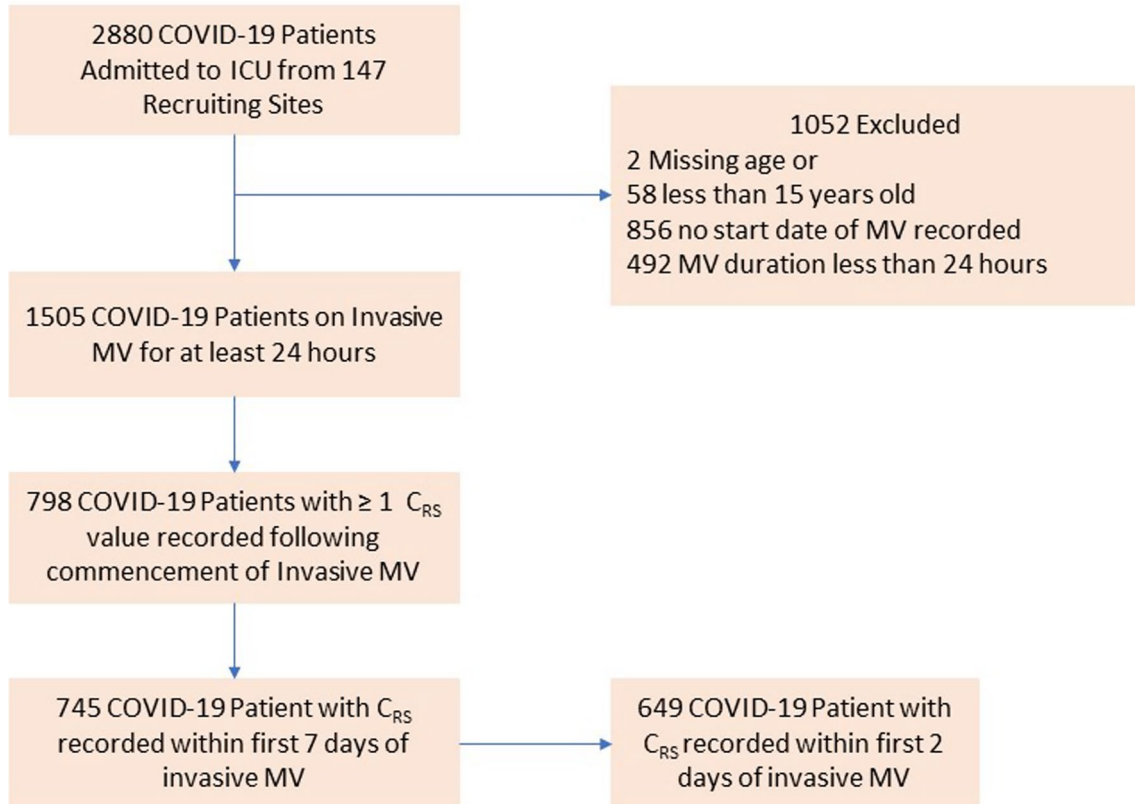 2880 COVID-19 Patients
Admitted to ICU from 147
Recruiting Sites
1052 Excluded
2 Missing age or
58 less than 15 years old
856 no start date of MV recorded
492 MV duration less than 24 hours
1505 COVID-19 Patients on Invasive
MV for at least 24 hours
798 COVID-19 Patients with ≥ 1 C_RS
value recorded following
commencement of Invasive MV
745 COVID-19 Patient with C_RS
recorded within first 7 days of
invasive MV
649 COVID-19 Patient with
C_RS recorded within first 2
days of invasive MV